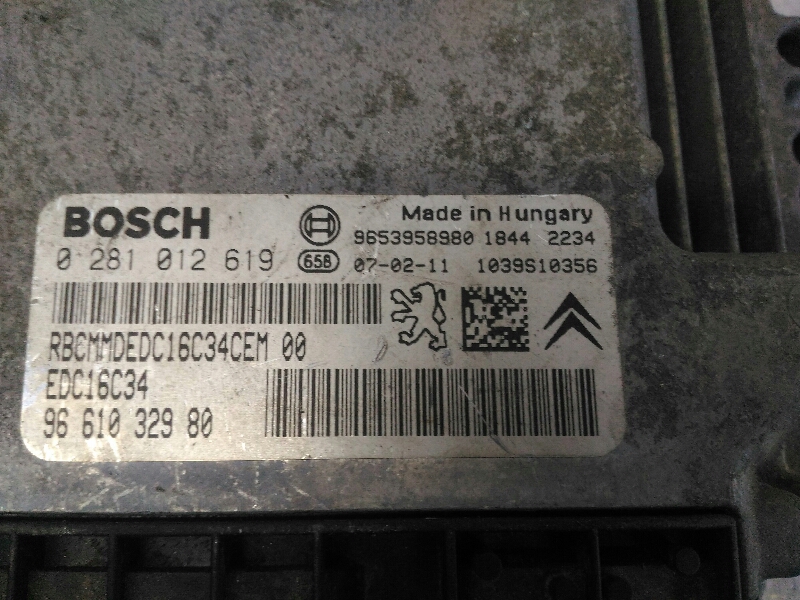 BOSCH
Made in Hungary
9653958980 1844 2234
0 281 012 619 658 07-02-11 1039S10356
RBCMMDEDC16C34CEM 00
EDC16C34
96 610 329 80